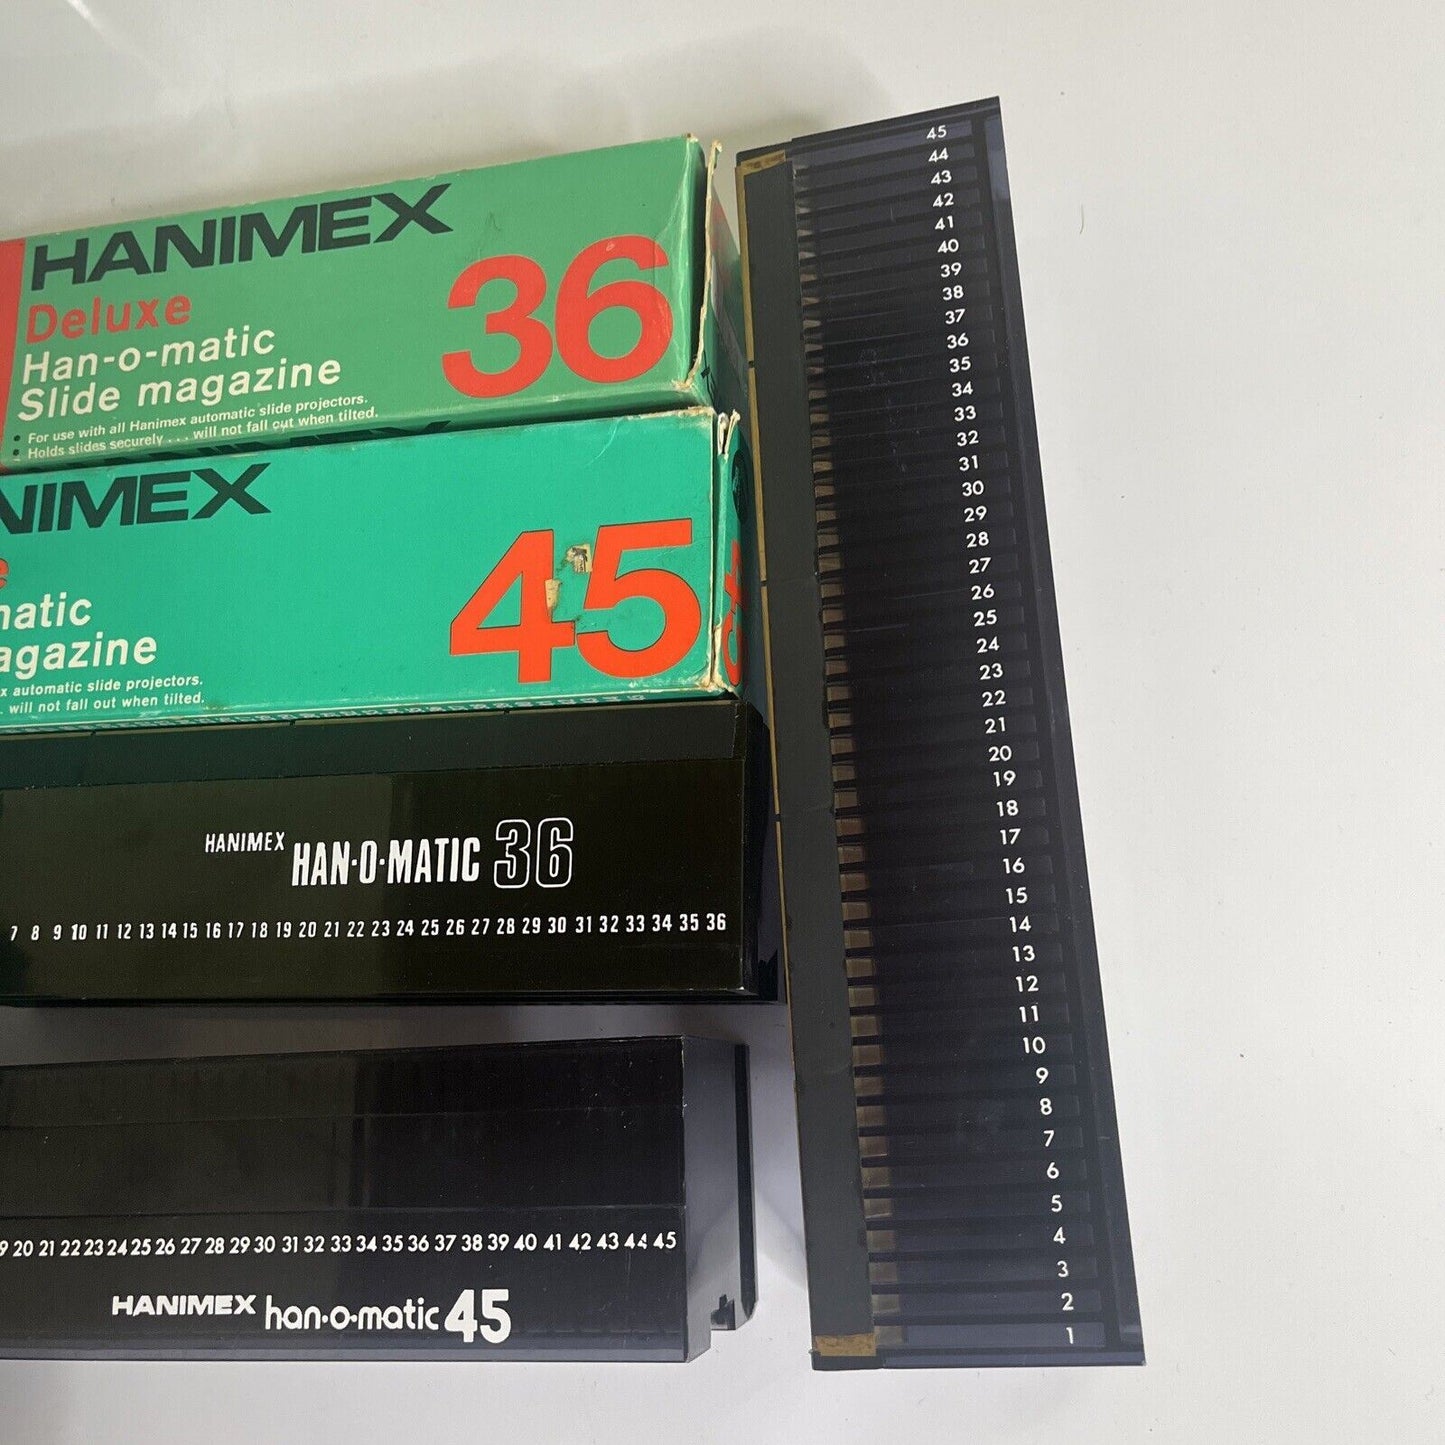 HANIMEX
Deluxe
36
Han-o-matic
Slide magazine
• For use with all Hanimex automatic slide projectors.
• Holds slides securely . . . will not fall out when tilted.
NIMEX
e
45
natic
agazine
x automatic slide projectors.
. will not fall out when tilted.
HANIMEX HAN·O·MATIC 36
7 8 9 10 11 12 13 14 15 16 17 18 19 20 21 22 23 24 25 26 27 28 29 30 31 32 33 34 35 36
9 20 21 22 23 24 25 26 27 28 29 30 31 32 33 34 35 36 37 38 39 40 41 42 43 44 45
HANIMEX han·o·matic 45
45
44
43
42
41
40
39
38
37
36
35
34
33
32
31
30
29
28
27
26
25
24
23
22
21
20
19
18
17
16
15
14
13
12
11
10
9
8
7
6
5
4
3
2
1